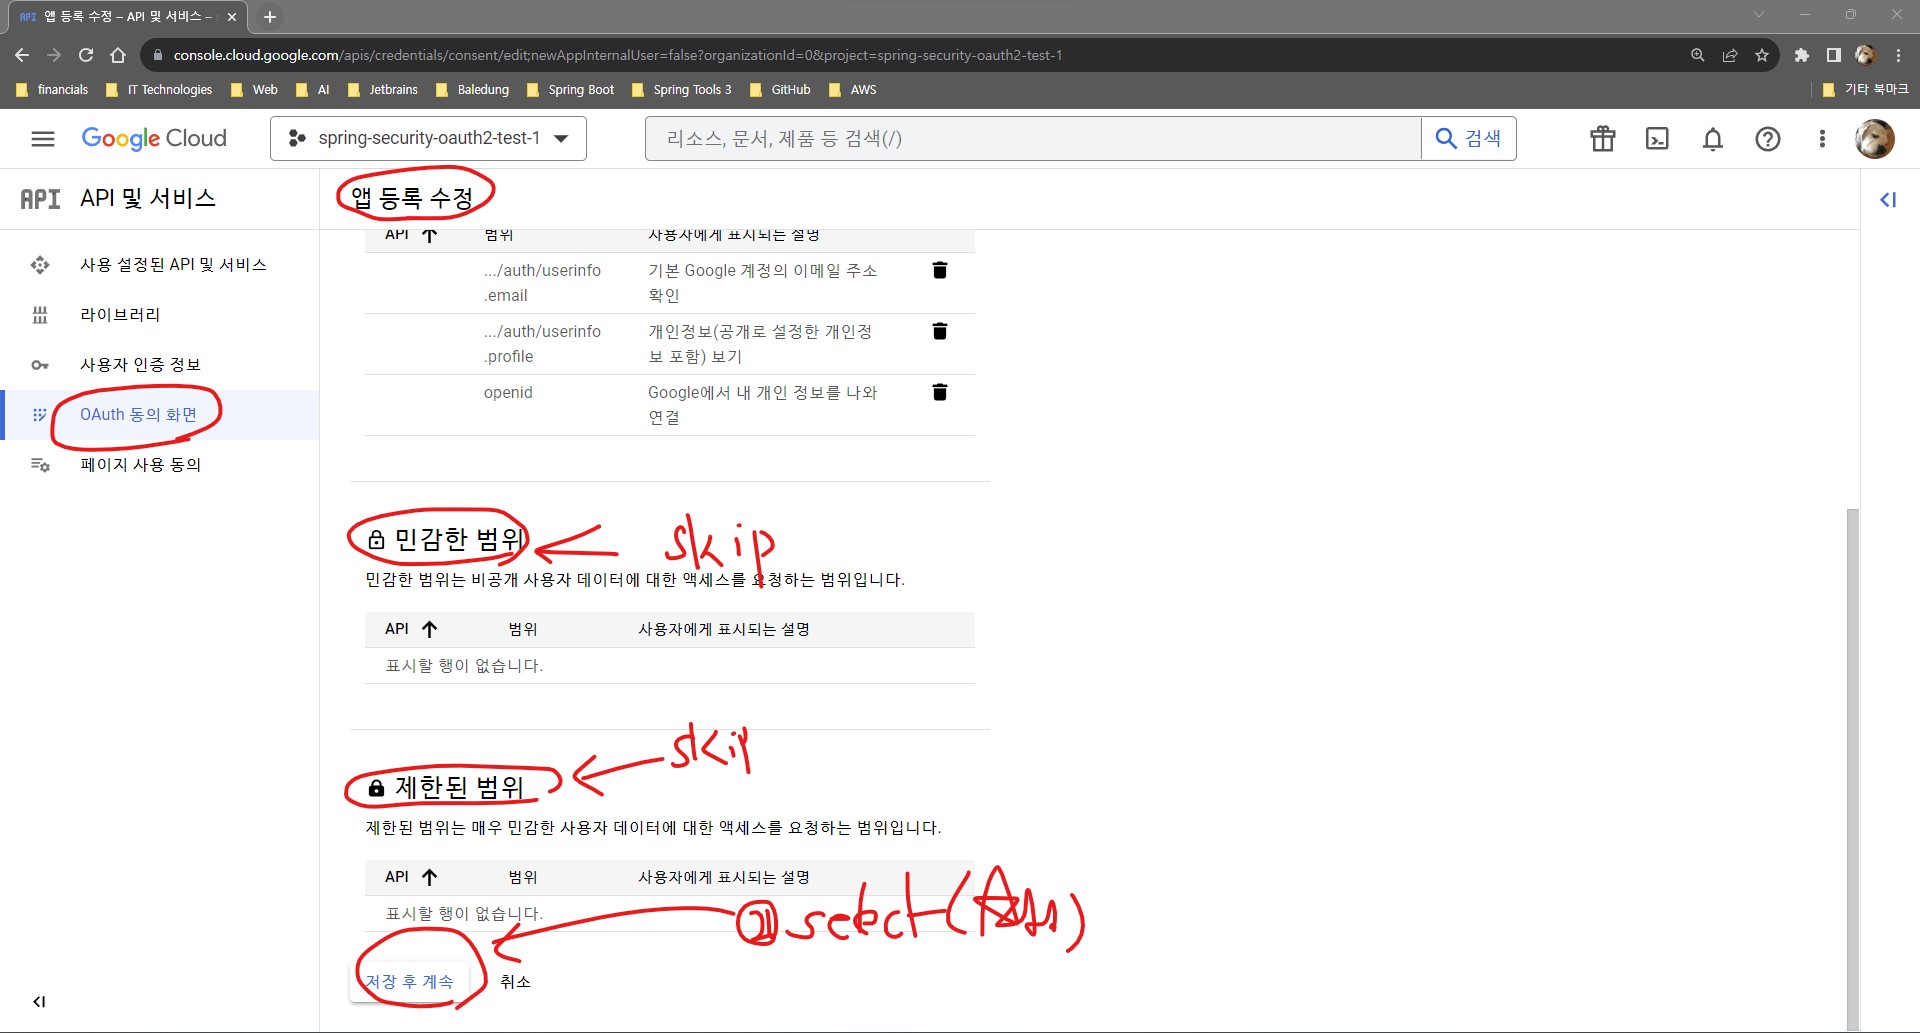 API 앱 등록 수정 – API 및 서비스 –
console.cloud.google.com/apis/credentials/consent/edit;newAppInternalUser=false?organizationId=0&project=spring-security-oauth2-test-1
financials IT Technologies Web AI Jetbrains Baledung Spring Boot Spring Tools 3 GitHub AWS 기타 북마크
Google Cloud spring-security-oauth2-test-1 리소스, 문서, 제품 등 검색(/) 검색
API API 및 서비스
앱 등록 수정
사용 설정된 API 및 서비스
라이브러리
사용자 인증 정보
OAuth 동의 화면
페이지 사용 동의
API 범위 사용자에게 표시되는 설명
.../auth/userinfo 기본 Google 계정의 이메일 주소
.email 확인
.../auth/userinfo 개인정보(공개로 설정한 개인정
.profile 보 포함) 보기
openid Google에서 내 개인 정보를 나와
연결
민감한 범위 skip
민감한 범위는 비공개 사용자 데이터에 대한 액세스를 요청하는 범위입니다.
API 범위 사용자에게 표시되는 설명
표시할 행이 없습니다.
skip
제한된 범위
제한된 범위는 매우 민감한 사용자 데이터에 대한 액세스를 요청하는 범위입니다.
API 범위 사용자에게 표시되는 설명
표시할 행이 없습니다.
select
저장 후 계속 취소